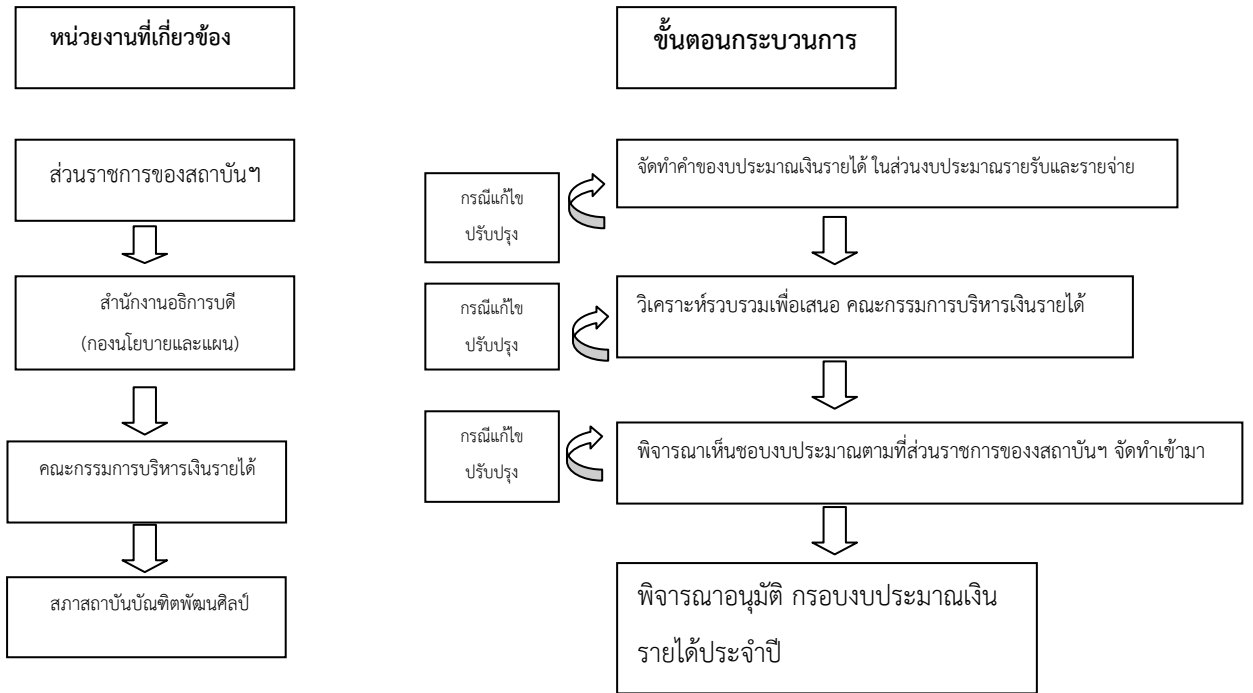 หน่วยงานที่เกี่ยวข้อง
ขั้นตอนกระบวนการ
ส่วนราชการของสถาบันฯ
กรณีแก้ไข
ปรับปรุง
จัดทำคำของบประมาณเงินรายได้ ในส่วนงบประมาณรายรับและรายจ่าย
สำนักงานอธิการบดี
(กองนโยบายและแผน)
กรณีแก้ไข
ปรับปรุง
วิเคราะห์รวบรวมเพื่อเสนอ คณะกรรมการบริหารเงินรายได้
คณะกรรมการบริหารเงินรายได้
กรณีแก้ไข
ปรับปรุง
พิจารณาเห็นชอบงบประมาณตามที่ส่วนราชการของงสถาบันฯ จัดทำเข้ามา
สภาสถาบันบัณฑิตพัฒนศิลป์
พิจารณาอนุมัติ กรอบงบประมาณเงิน
รายได้ประจำปี